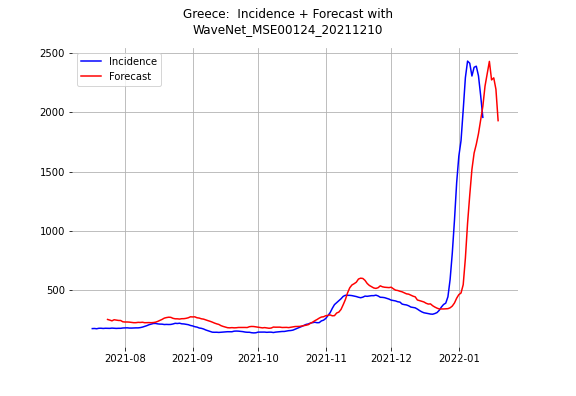 Greece:  Incidence + Forecast with
WaveNet_MSE00124_20211210
2500
2000
1500
1000
500
Incidence
Forecast
2021-08 2021-09 2021-10 2021-11 2021-12 2022-01